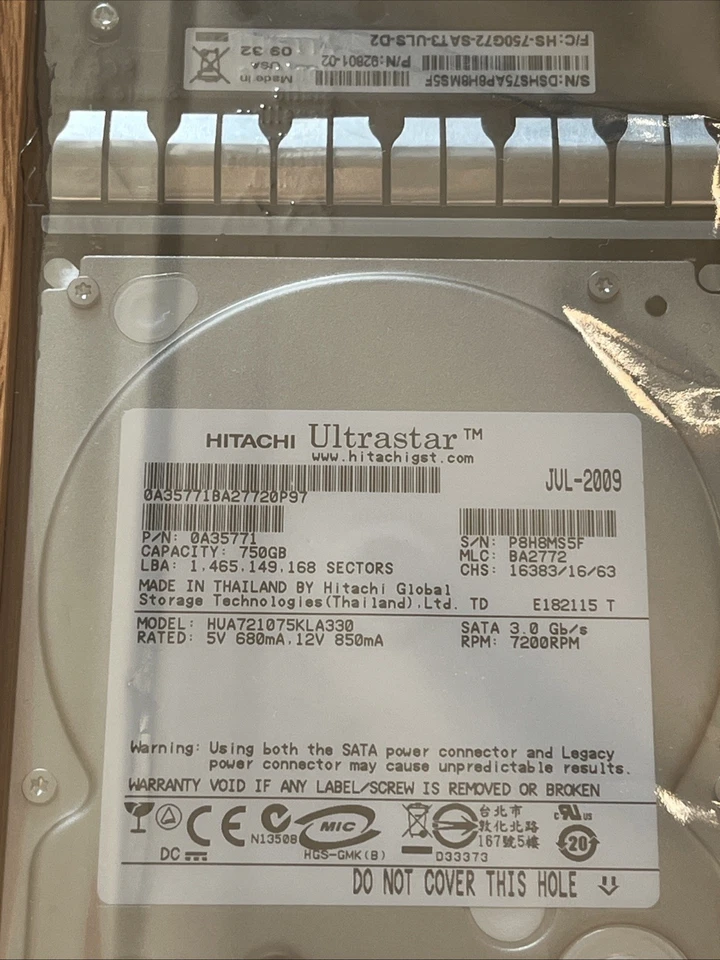 F/C:HS-750G72-SAT3-ULS-D2
P/N:92801-02
S/N:DSHS75AP8H8MS5F
Made in
USA
09 32
HITACHI Ultrastar™
www.hitachigst.com
JUL-2009
0A35771BA27720P97
P/N: 0A35771
CAPACITY: 750GB
LBA: 1.465.149.168 SECTORS
S/N: P8H8MS5F
MLC: BA2772
CHS: 16383/16/63
MADE IN THAILAND BY Hitachi Global
Storage Technologies(Thailand).Ltd. TD E182115 T
MODEL: HUA721075KLA330
RATED: 5V 680mA.12V 850mA
SATA 3.0 Gb/s
RPM: 7200RPM
Warning: Using both the SATA power connector and Legacy
power connector may cause unpredictable results.
WARRANTY VOID IF ANY LABEL/SCREW IS REMOVED OR BROKEN
DC
CE
N13508
MIC
HGS-GMK(B)
D33373
台北市
敦化北路
167號5樓
c UL us
20
DO NOT COVER THIS HOLE